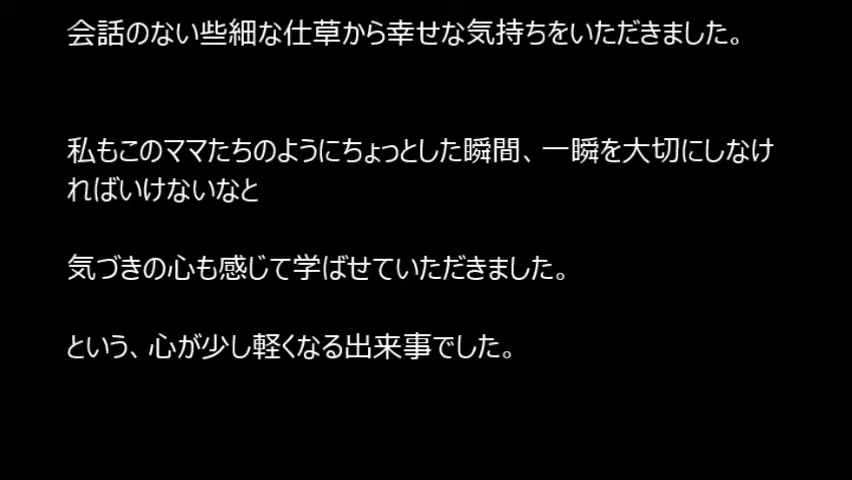 会話のない些細な仕草から幸せな気持ちをいただきました。
私もこのママたちのようにちょっとした瞬間、一瞬を大切にしなけ
ればいけないなと
気づきの心も感じて学ばせていただきました。
という、心が少し軽くなる出来事でした。